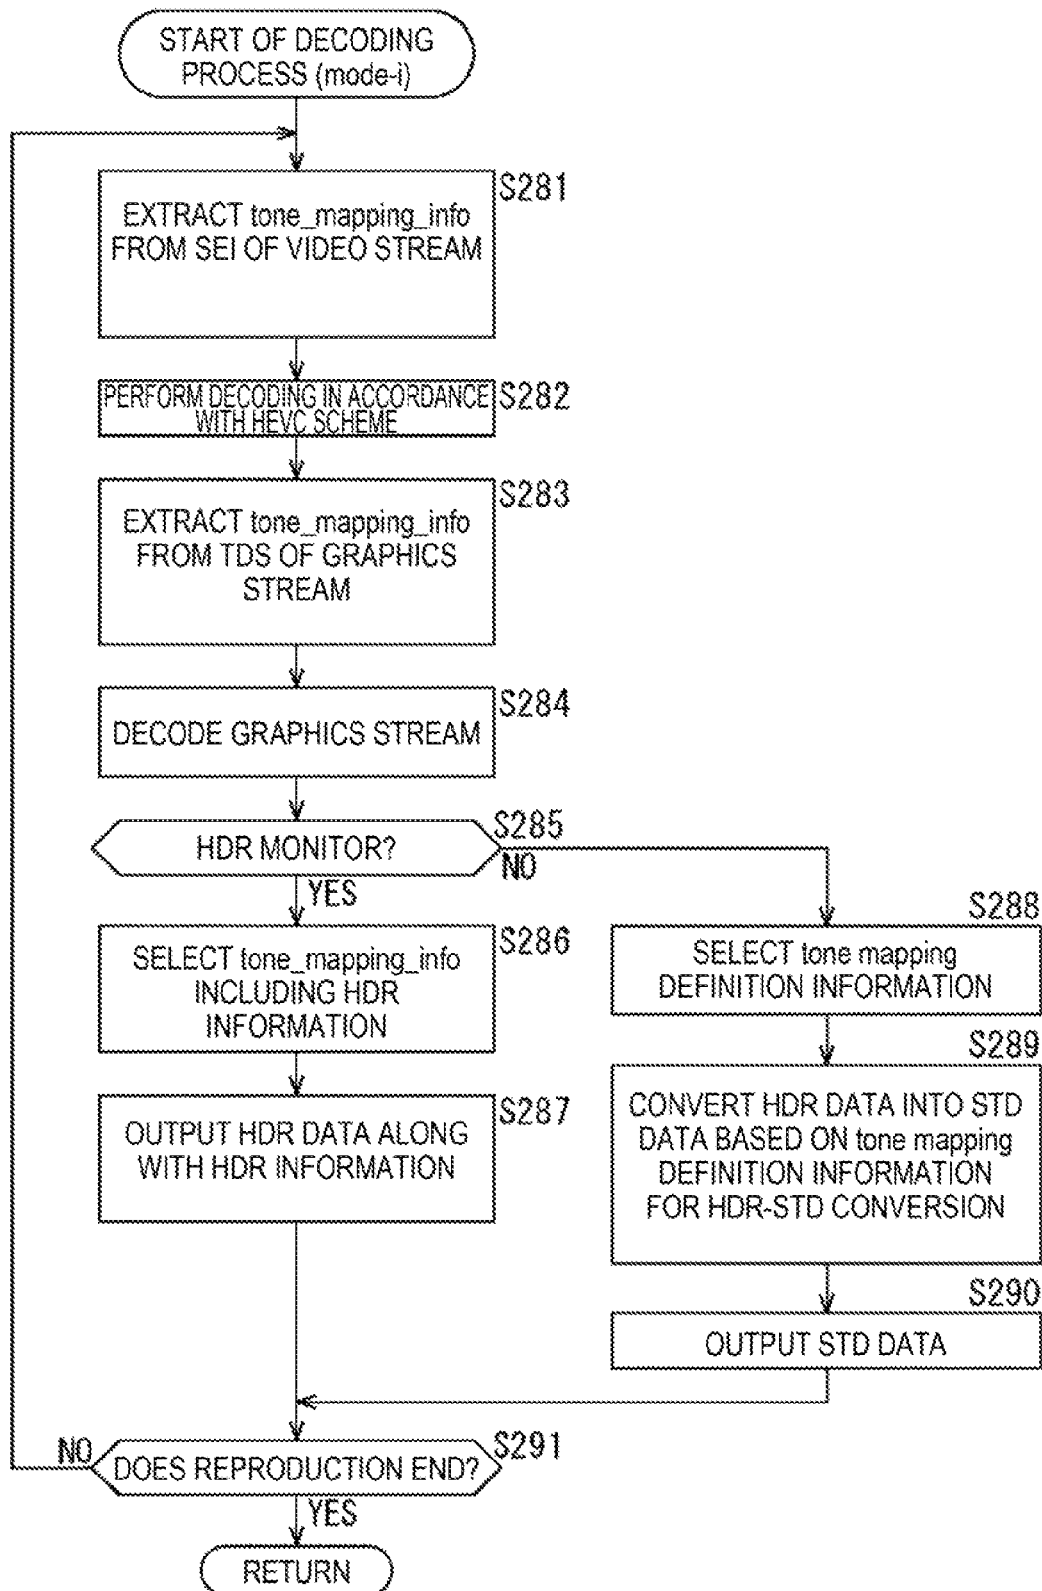 START OF DECODING
PROCESS (mode-i)
S281
EXTRACT tone_mapping_info
FROM SEI OF VIDEO STREAM
PERFORM DECODING IN ACCORDANCE
WITH HEVC SCHEME
S282
S283
EXTRACT tone_mapping_info
FROM TDS OF GRAPHICS
STREAM
S284
DECODE GRAPHICS STREAM
S285
HDR MONITOR?
NO
YES
S286
SELECT tone_mapping_info
INCLUDING HDR
INFORMATION
S287
OUTPUT HDR DATA ALONG
WITH HDR INFORMATION
S288
SELECT tone mapping
DEFINITION INFORMATION
S289
CONVERT HDR DATA INTO STD
DATA BASED ON tone mapping
DEFINITION INFORMATION
FOR HDR-STD CONVERSION
S290
OUTPUT STD DATA
S291
NO
DOES REPRODUCTION END?
YES
RETURN